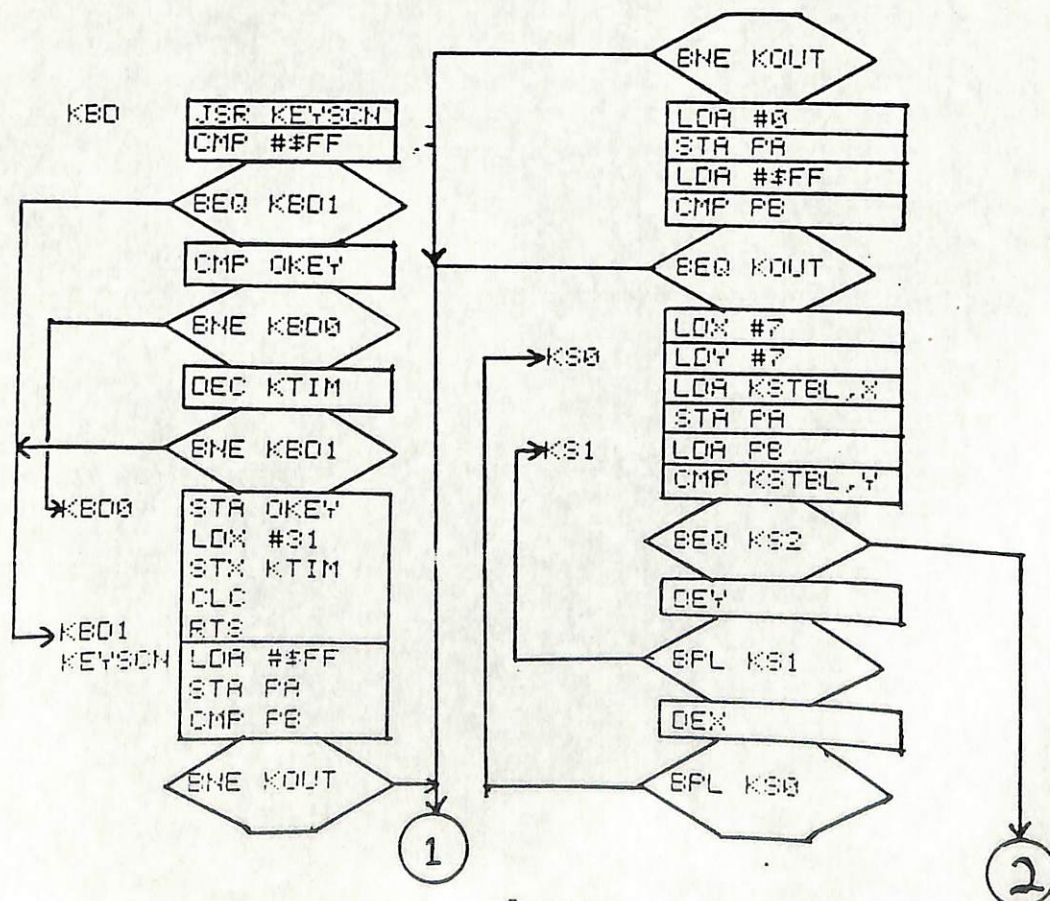 KBD JSR KEYSCN
CMP #$FF
BEQ KBD1
CMP OKEY
BNE KBD0
DEC KTIM
BNE KBD1
KBD0 STA OKEY
LDX #31
STX KTIM
CLC
KBD1 RTS
KEYSCN LDA #$FF
STA PA
CMP PB
BNE KOUT
1
BNE KOUT
LDA #0
STA PA
LDA #$FF
CMP PB
BEQ KOUT
LDX #7
KS0 LDY #7
LDA KSTBL,X
STA PA
KS1 LDA PB
CMP KSTBL,Y
BEQ KS2
DEY
BPL KS1
DEX
BPL KS0
2